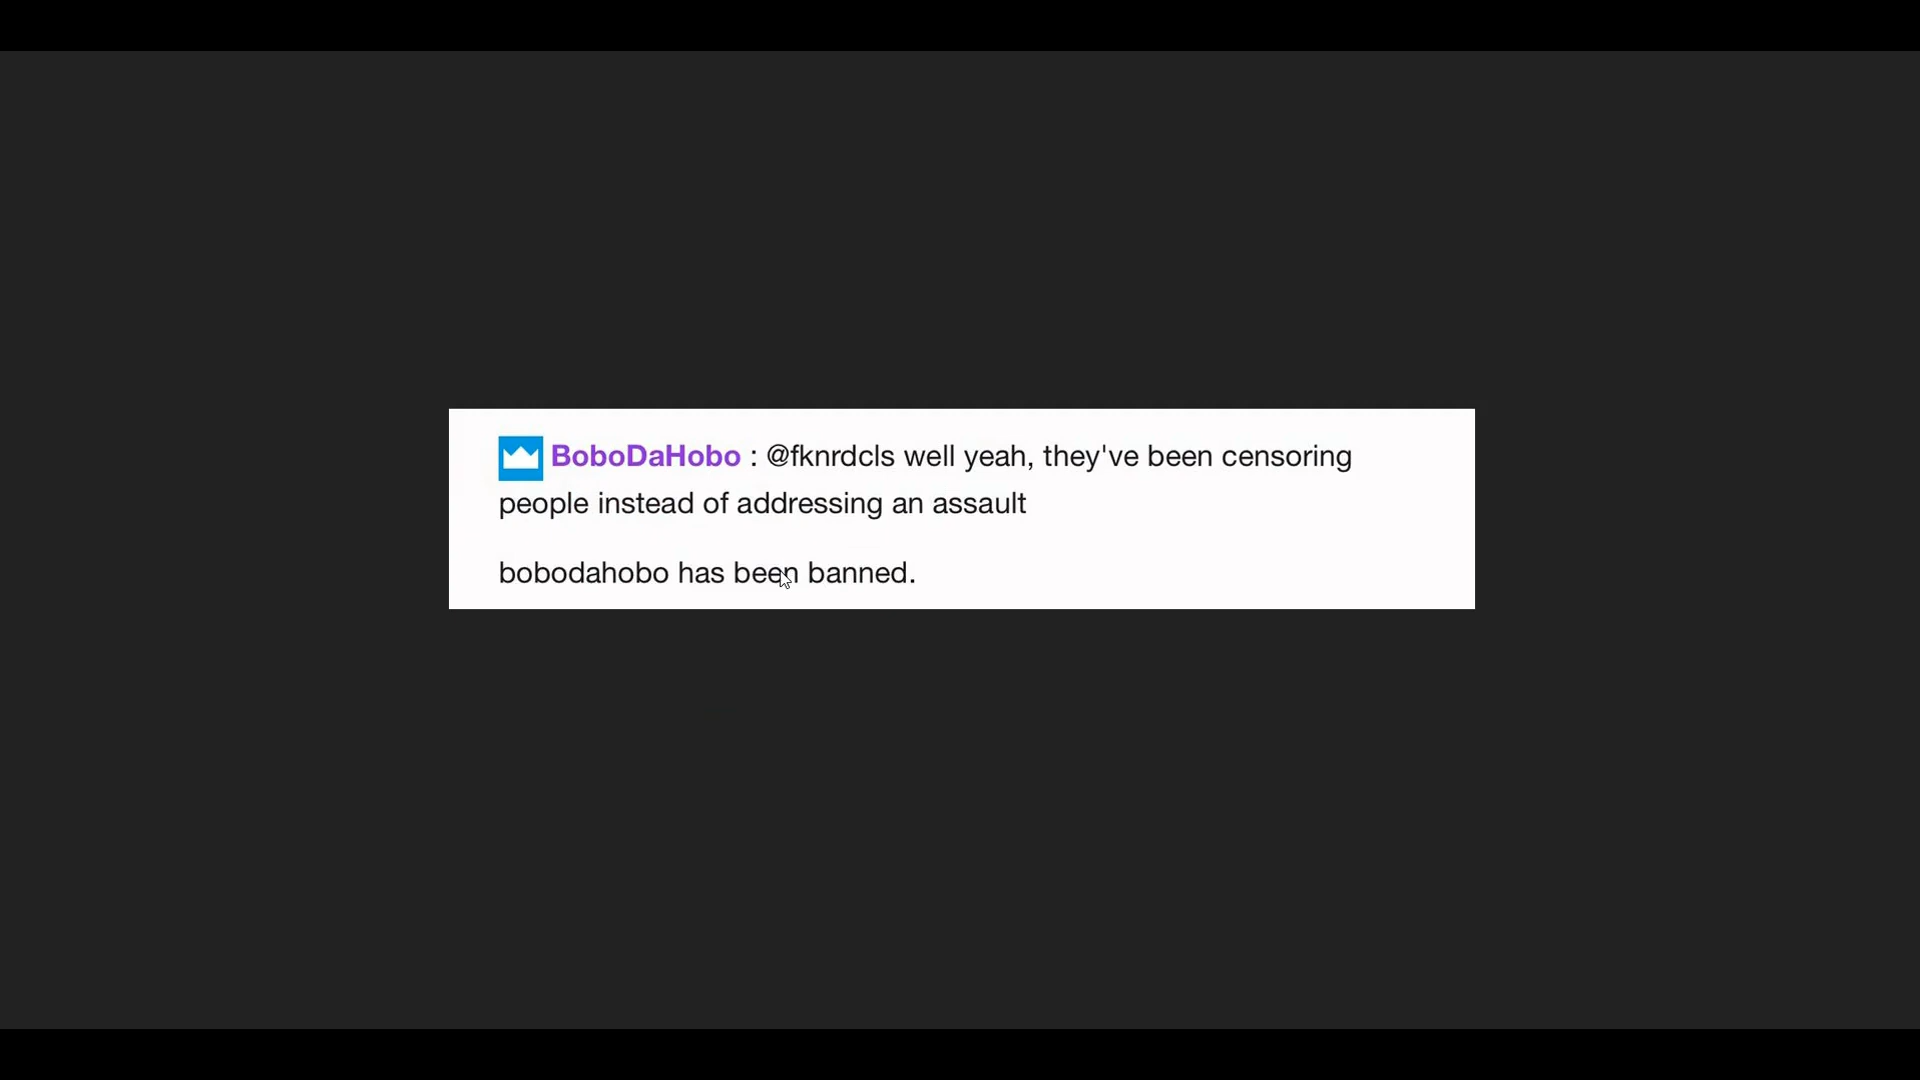 BoboDaHobo : @fknrdcls well yeah, they've been censoring
people instead of addressing an assault
bobodahobo has been banned.